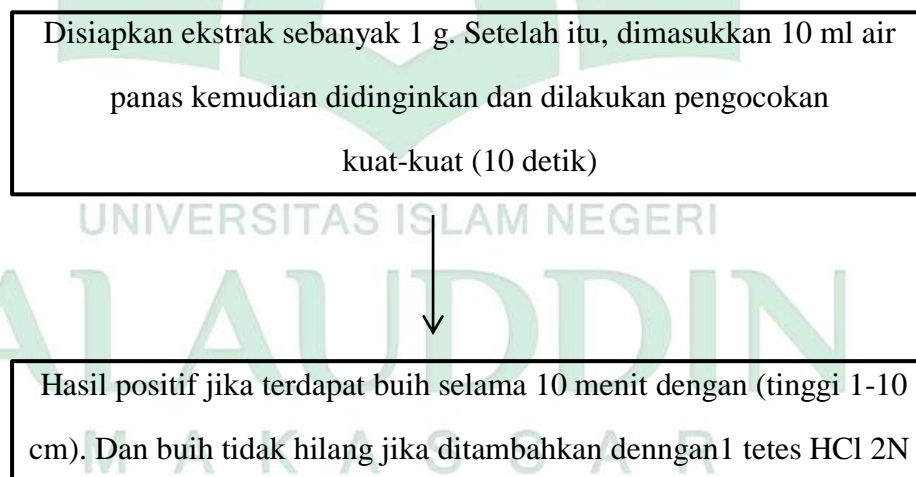 Disiapkan ekstrak sebanyak 1 g. Setelah itu, dimasukkan 10 ml air
panas kemudian didinginkan dan dilakukan pengocokan
kuat-kuat (10 detik)
UNIVERSITAS ISLAM NEGERI
ALAUDDIN
Hasil positif jika terdapat buih selama 10 menit dengan (tinggi 1-10
cm). Dan buih tidak hilang jika ditambahkan denngan1 tetes HCl 2N
MAKASSAR